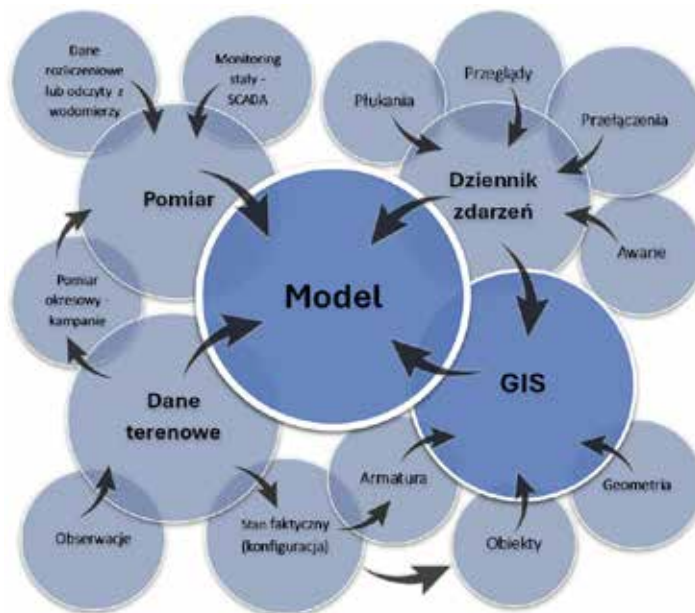 Dane
rozliczeniowe
lub odczyty z
wodomierzy
Monitoring
stały -
SCADA
Płukania
Przeglądy
Przełączenia
Awarie
Pomiar
Dziennik
zdarzeń
Pomiar
okresowy -
kampanie
Model
GIS
Dane
terenowe
Obserwacje
Stan faktyczny
(konfiguracja)
Armatura
Obiekty
Geometria